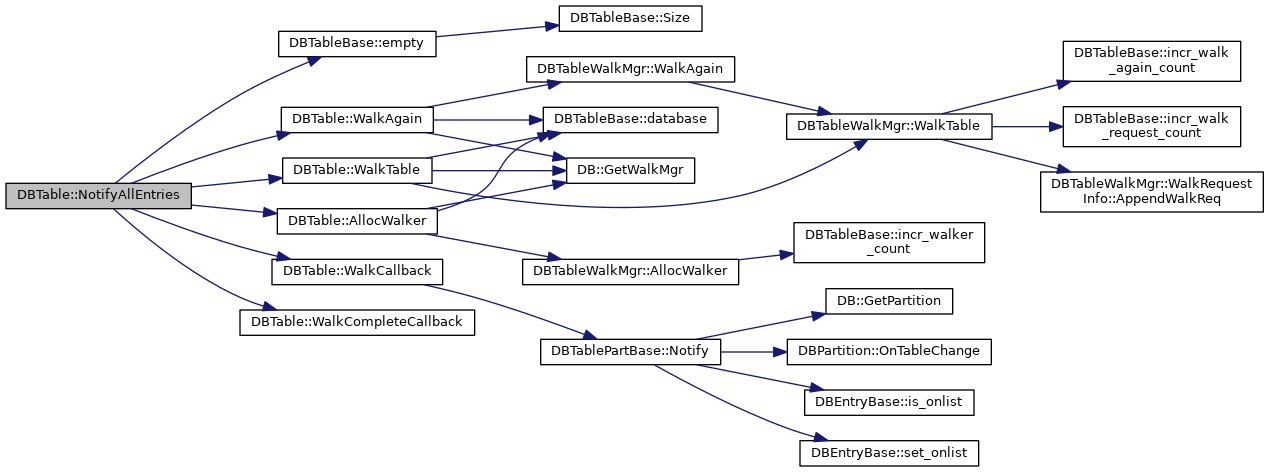 DBTable::NotifyAllEntries
DBTableBase::empty
DBTableBase::Size
DBTable::WalkAgain
DBTableWalkMgr::WalkAgain
DBTableBase::database
DBTable::WalkTable
DB::GetWalkMgr
DBTableWalkMgr::WalkTable
DBTableBase::incr_walk
_again_count
DBTableBase::incr_walk
_request_count
DBTableWalkMgr::WalkRequest
Info::AppendWalkReq
DBTable::AllocWalker
DBTableWalkMgr::AllocWalker
DBTableBase::incr_walker
_count
DBTable::WalkCallback
DBTable::WalkCompleteCallback
DBTablePartBase::Notify
DB::GetPartition
DBPartition::OnTableChange
DBEntryBase::is_onlist
DBEntryBase::set_onlist